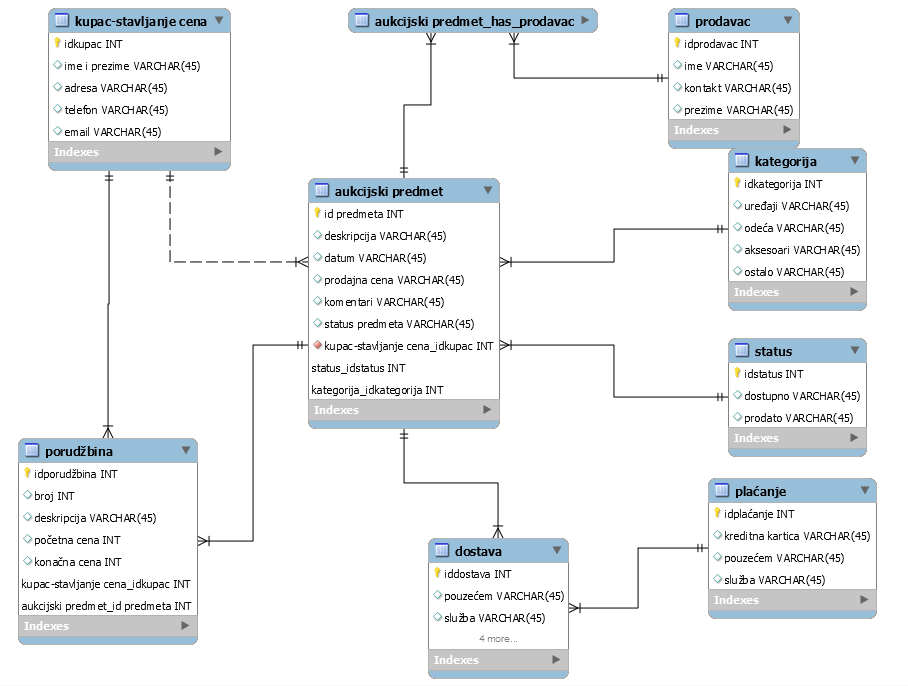 kupac-stavljanje cena
idkupac INT
ime i prezime VARCHAR(45)
adresa VARCHAR(45)
telefon VARCHAR(45)
email VARCHAR(45)
Indexes
aukcijski predmet_has_prodavac
prodavac
idprodavac INT
ime VARCHAR(45)
kontakt VARCHAR(45)
prezime VARCHAR(45)
Indexes
kategorija
idkategorija INT
uređaji VARCHAR(45)
odeća VARCHAR(45)
aksesoari VARCHAR(45)
ostalo VARCHAR(45)
Indexes
aukcijski predmet
id predmeta INT
deskripcija VARCHAR(45)
datum VARCHAR(45)
prodajna cena VARCHAR(45)
komentari VARCHAR(45)
status predmeta VARCHAR(45)
kupac-stavljanje cena_idkupac INT
status_idstatus INT
kategorija_idkategorija INT
Indexes
status
idstatus INT
dostupno VARCHAR(45)
prodato VARCHAR(45)
Indexes
porudžbina
idporudžbina INT
broj INT
deskripcija VARCHAR(45)
početna cena INT
konačna cena INT
kupac-stavljanje cena_idkupac INT
aukcijski predmet_id predmeta INT
Indexes
dostava
iddostava INT
pouzećem VARCHAR(45)
služba VARCHAR(45)
4 more...
Indexes
plaćanje
idplaćanje INT
kreditna kartica VARCHAR(45)
pouzećem VARCHAR(45)
služba VARCHAR(45)
Indexes